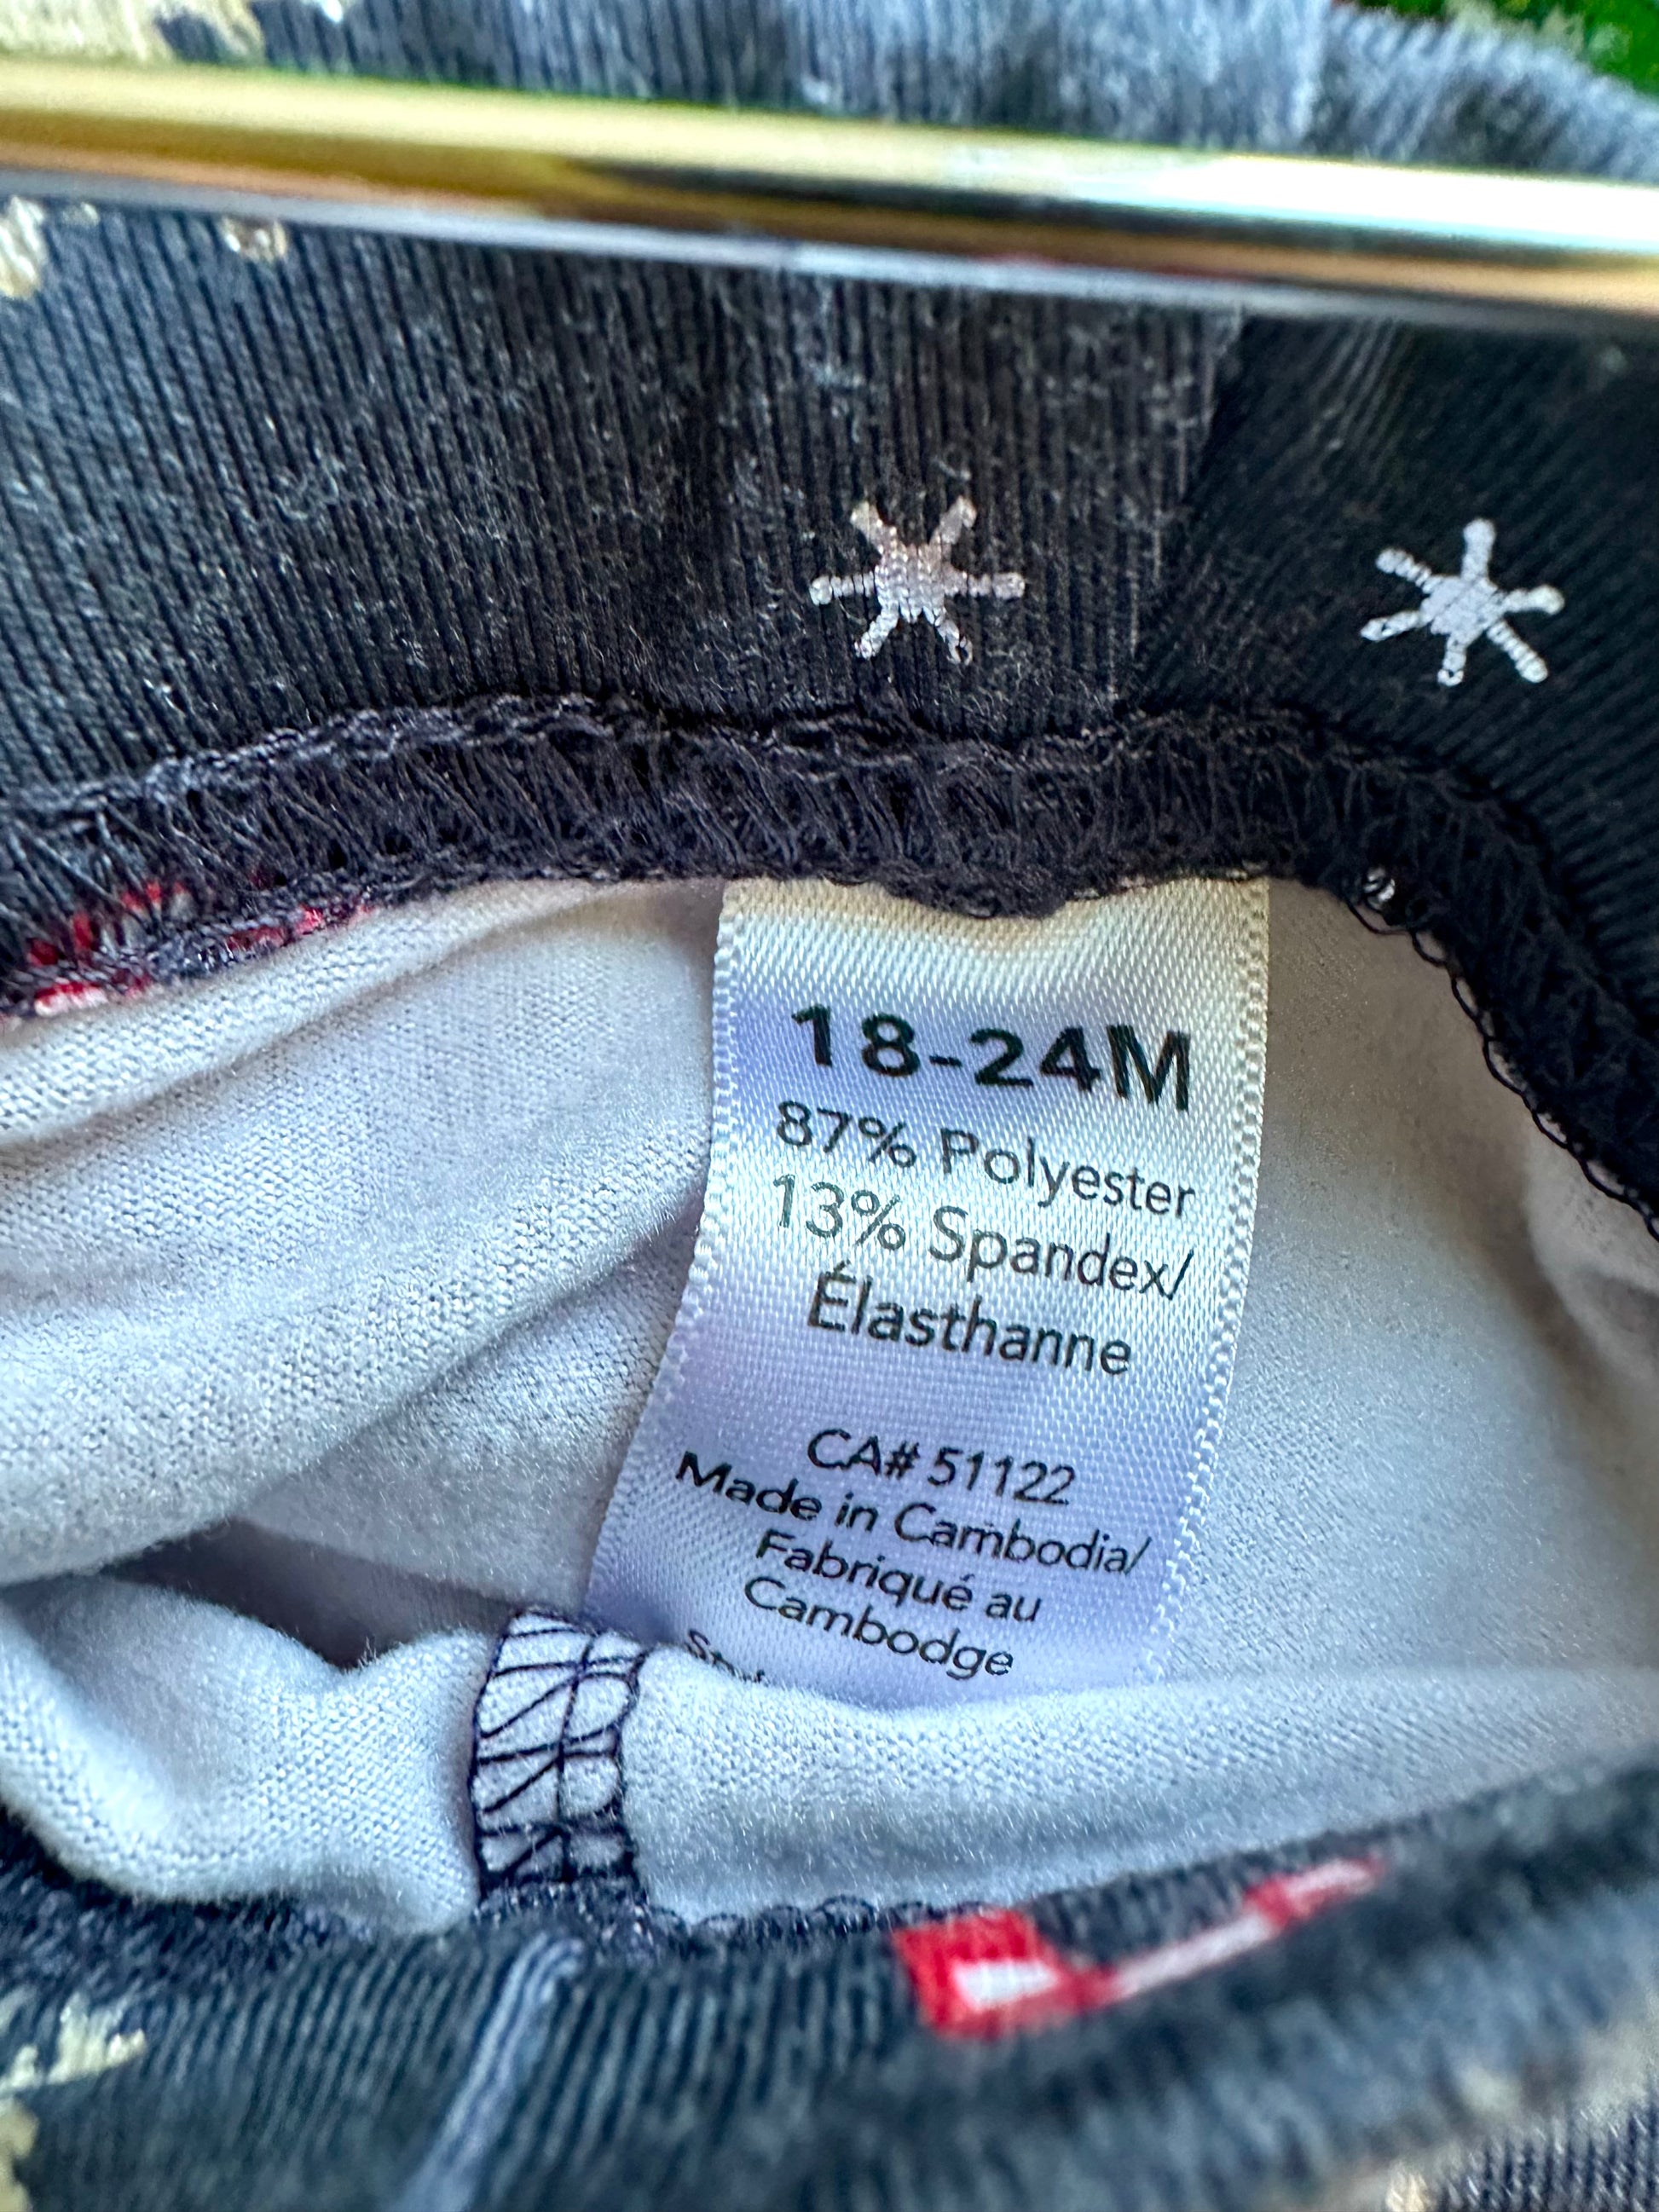 18-24M
87% Polyester
13% Spandex/
Élasthanne
CA# 51122
Made in Cambodia/
Fabriqué au
Cambodge